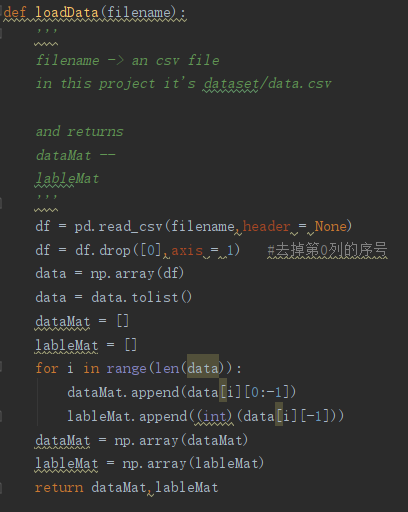 def loadData(filename):
    '''
    filename -> an csv file
    in this project it's dataset/data.csv

    and returns
    dataMat --
    lableMat
    '''
    df = pd.read_csv(filename,header = None)
    df = df.drop([0],axis = 1)   #去掉第0列的序号
    data = np.array(df)
    data = data.tolist()
    dataMat = []
    lableMat = []
    for i in range(len(data)):
        dataMat.append(data[i][0:-1])
        lableMat.append((int)(data[i][-1]))
    dataMat = np.array(dataMat)
    lableMat = np.array(lableMat)
    return dataMat,lableMat